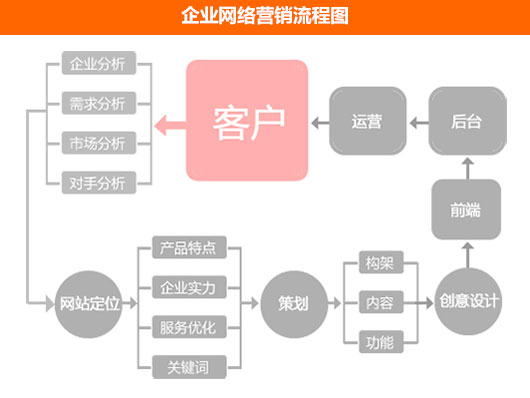 企业网络营销流程图
企业分析
需求分析
市场分析
对手分析
客户
运营
后台
前端
网站定位
产品特点
企业实力
服务优化
关键词
策划
构架
内容
功能
创意设计